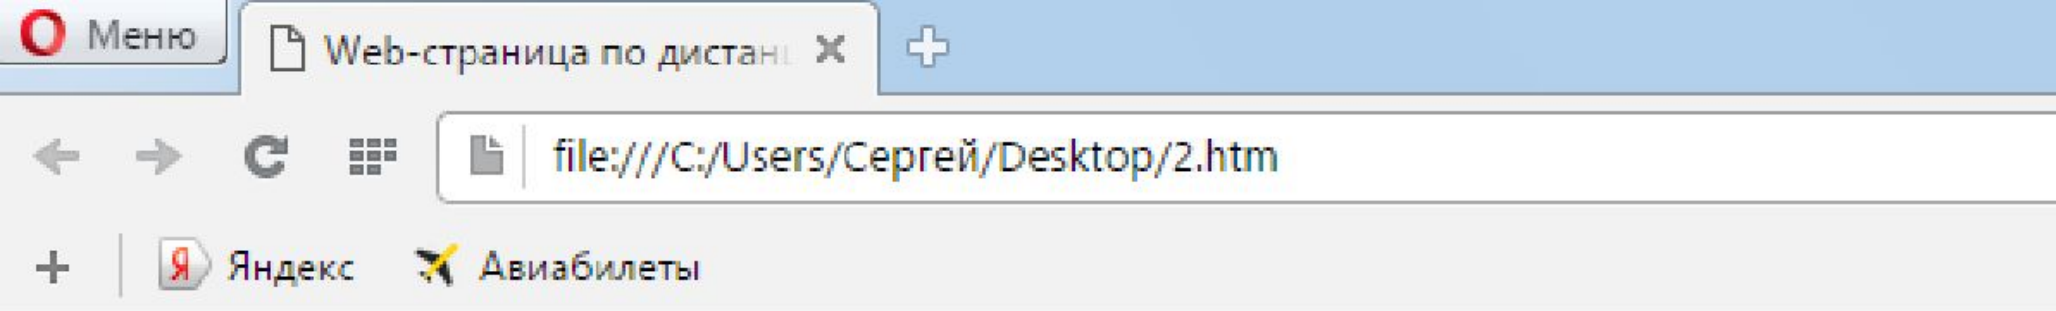 Меню
Web-страница по дистан
file:///C:/Users/Сергей/Desktop/2.htm
Яндекс Авиабилеты